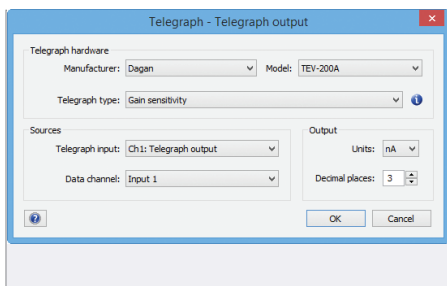 Telegraph - Telegraph output
Telegraph hardware
Manufacturer: Dagan Model: TEV-200A
Telegraph type: Gain sensitivity
Sources
Telegraph input: Ch1: Telegraph output
Data channel: Input 1
Output
Units: nA
Decimal places: 3
OK Cancel